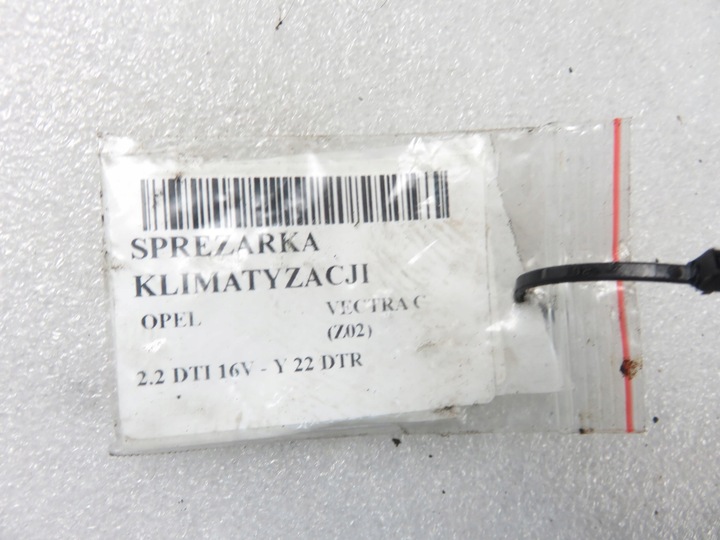 SPREZARKA
KLIMATYZACJI
OPEL VECTRA C
(Z02)
2.2 DTI 16V - Y 22 DTR